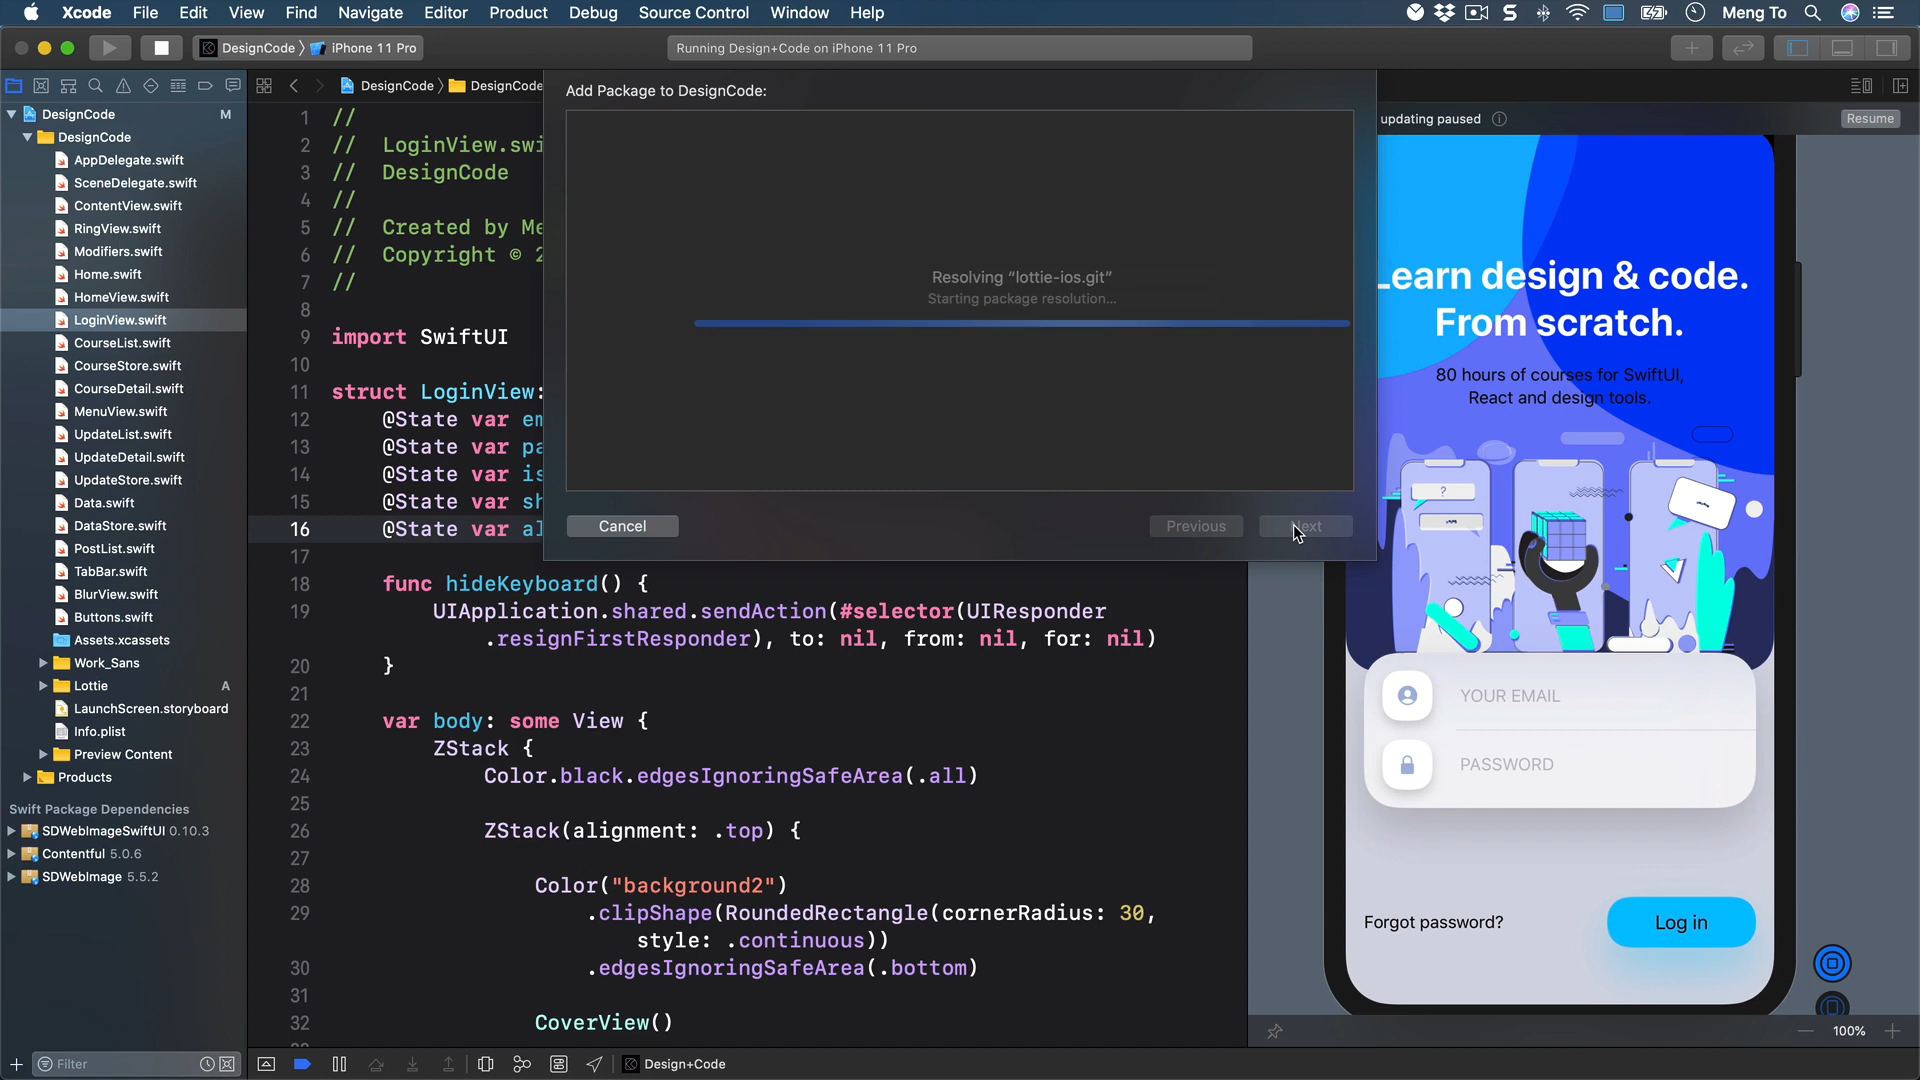 Xcode File Edit View Find Navigate Editor Product Debug Source Control Window Help Meng To
DesignCode iPhone 11 Pro
Running Design+Code on iPhone 11 Pro
DesignCode DesignCode
Add Package to DesignCode:
Resolving “lottie-ios.git”
Starting package resolution...
Cancel
Previous
updating paused
Resume
DesignCode M
DesignCode
AppDelegate.swift
SceneDelegate.swift
ContentView.swift
RingView.swift
Modifiers.swift
Home.swift
HomeView.swift
LoginView.swift
CourseList.swift
CourseStore.swift
CourseDetail.swift
MenuView.swift
UpdateList.swift
UpdateDetail.swift
UpdateStore.swift
Data.swift
DataStore.swift
PostList.swift
TabBar.swift
BlurView.swift
Buttons.swift
Assets.xcassets
Work_Sans
Lottie A
LaunchScreen.storyboard
Info.plist
Preview Content
Products
Swift Package Dependencies
SDWebImageSwiftUI 0.10.3
Contentful 5.0.6
SDWebImage 5.5.2
Filter
1 //
2 // LoginView.swi
3 // DesignCode
4 //
5 // Created by Me
6 // Copyright © 2
7 //
8
9 import SwiftUI
10
11 struct LoginView:
12 @State var em
13 @State var pa
14 @State var is
15 @State var sh
16 @State var al
17
18 func hideKeyboard() {
19 UIApplication.shared.sendAction(#selector(UIResponder
.resignFirstResponder), to: nil, from: nil, for: nil)
20 }
21
22 var body: some View {
23 ZStack {
24 Color.black.edgesIgnoringSafeArea(.all)
25
26 ZStack(alignment: .top) {
27
28 Color("background2")
29 .clipShape(RoundedRectangle(cornerRadius: 30,
style: .continuous))
30 .edgesIgnoringSafeArea(.bottom)
31
32 CoverView()
Design+Code
Learn design & code.
From scratch.
80 hours of courses for SwiftUI,
React and design tools.
?
YOUR EMAIL
PASSWORD
Forgot password?
Log in
100%